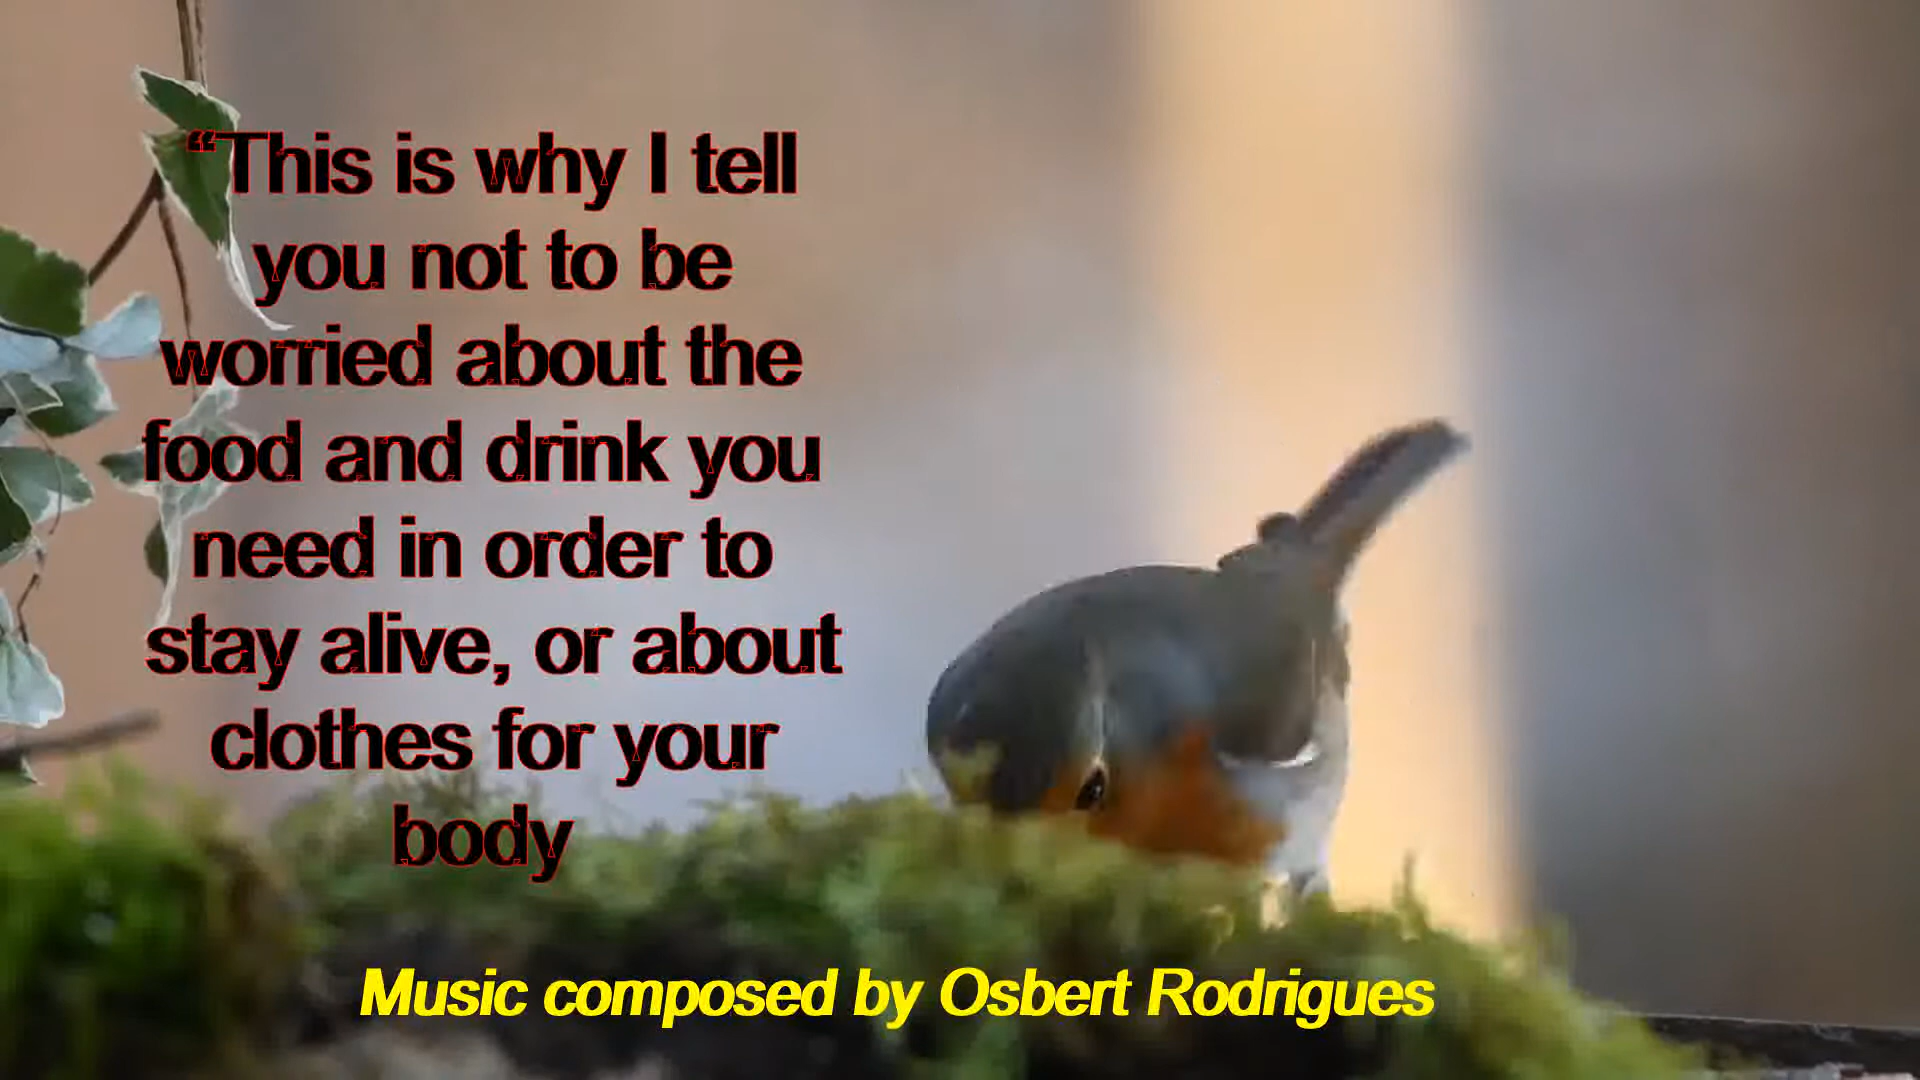 “This is why I tell
you not to be
worried about the
food and drink you
need in order to
stay alive, or about
clothes for your
body
Music composed by Osbert Rodrigues